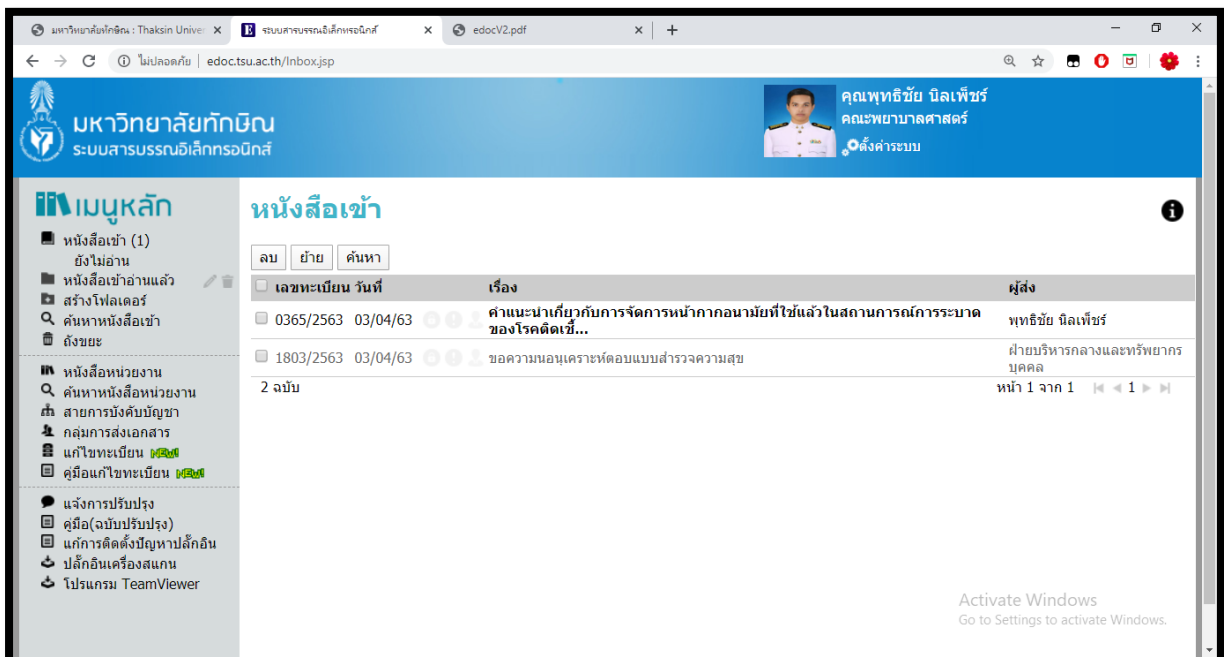 มหาวิทยาลัยทักษิณ : Thaksin Univer
ระบบสารบรรณอิเล็กทรอนิกส์
edocV2.pdf
ไม่ปลอดภัย | edoc.tsu.ac.th/Inbox.jsp
มหาวิทยาลัยทักษิณ
ระบบสารบรรณอิเล็กทรอนิกส์
คุณพุทธิชัย นิลเพ็ชร์
คณะพยาบาลศาสตร์
ตั้งค่าระบบ
เมนูหลัก
หนังสือเข้า (1)
ยังไม่อ่าน
หนังสือเข้าอ่านแล้ว
สร้างโฟลเดอร์
ค้นหาหนังสือเข้า
ถังขยะ
หนังสือหน่วยงาน
ค้นหาหนังสือหน่วยงาน
สายการบังคับบัญชา
กลุ่มการส่งเอกสาร
แก้ไขทะเบียน NEW!
คู่มือแก้ไขทะเบียน NEW!
แจ้งการปรับปรุง
คู่มือ(ฉบับปรับปรุง)
แก้การติดตั้งปัญหาปลั๊กอิน
ปลั๊กอินเครื่องสแกน
โปรแกรม TeamViewer
หนังสือเข้า
ลบ ย้าย ค้นหา
เลขทะเบียน วันที่ เรื่อง ผู้ส่ง
0365/2563 03/04/63 คำแนะนำเกี่ยวกับการจัดการหน้ากากอนามัยที่ใช้แล้วในสถานการณ์การระบาด
ของโรคติดเชื้... พุทธิชัย นิลเพ็ชร์
1803/2563 03/04/63 ขอความนอนุเคราะห์ตอบแบบสำรวจความสุข ฝ่ายบริหารกลางและทรัพยากร
บุคคล
2 ฉบับ หน้า 1 จาก 1 1
Activate Windows
Go to Settings to activate Windows.